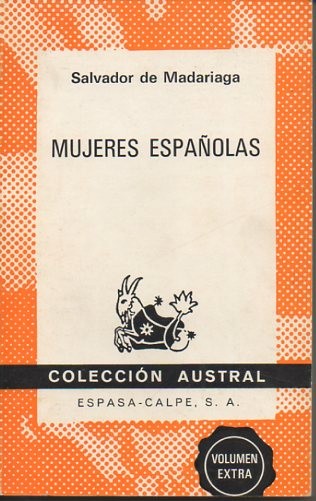 Salvador de Madariaga
MUJERES ESPAÑOLAS
COLECCIÓN AUSTRAL
ESPASA-CALPE, S. A.
VOLUMEN
EXTRA